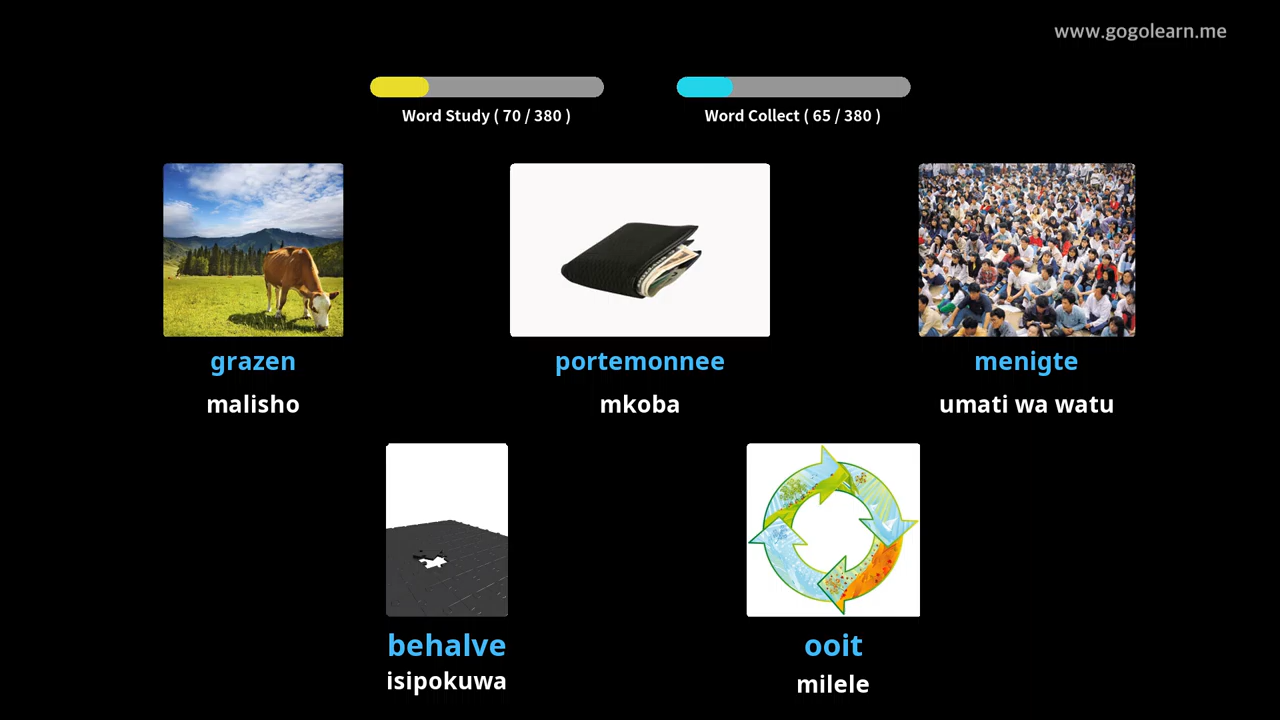 www.gogolearn.me
Word Study ( 70 / 380 )
Word Collect ( 65 / 380 )
grazen
portemonnee
menigte
malisho
mkoba
umati wa watu
behalve
ooit
isipokuwa
milele